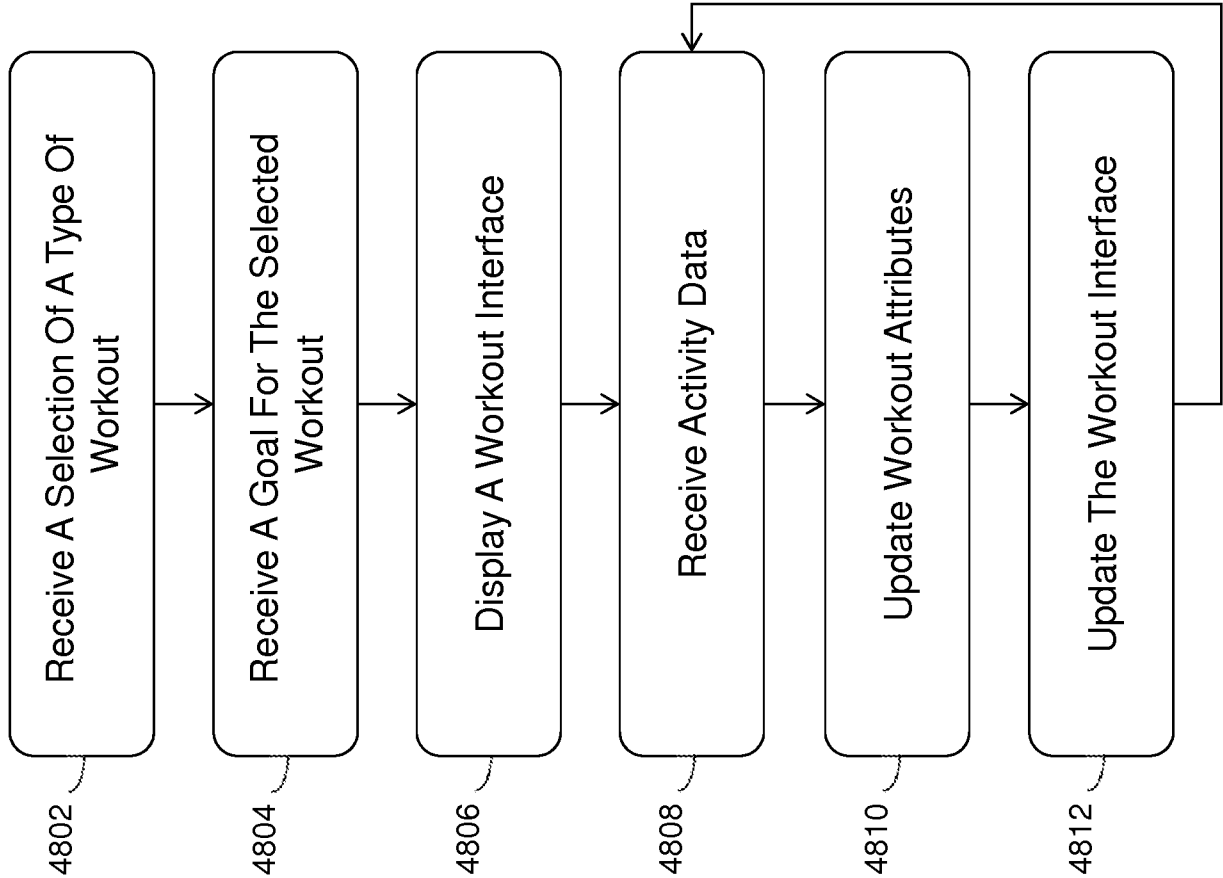 4802
Receive A Selection Of A Type Of
Workout
4804
Receive A Goal For The Selected
Workout
4806
Display A Workout Interface
4808
Receive Activity Data
4810
Update Workout Attributes
4812
Update The Workout Interface